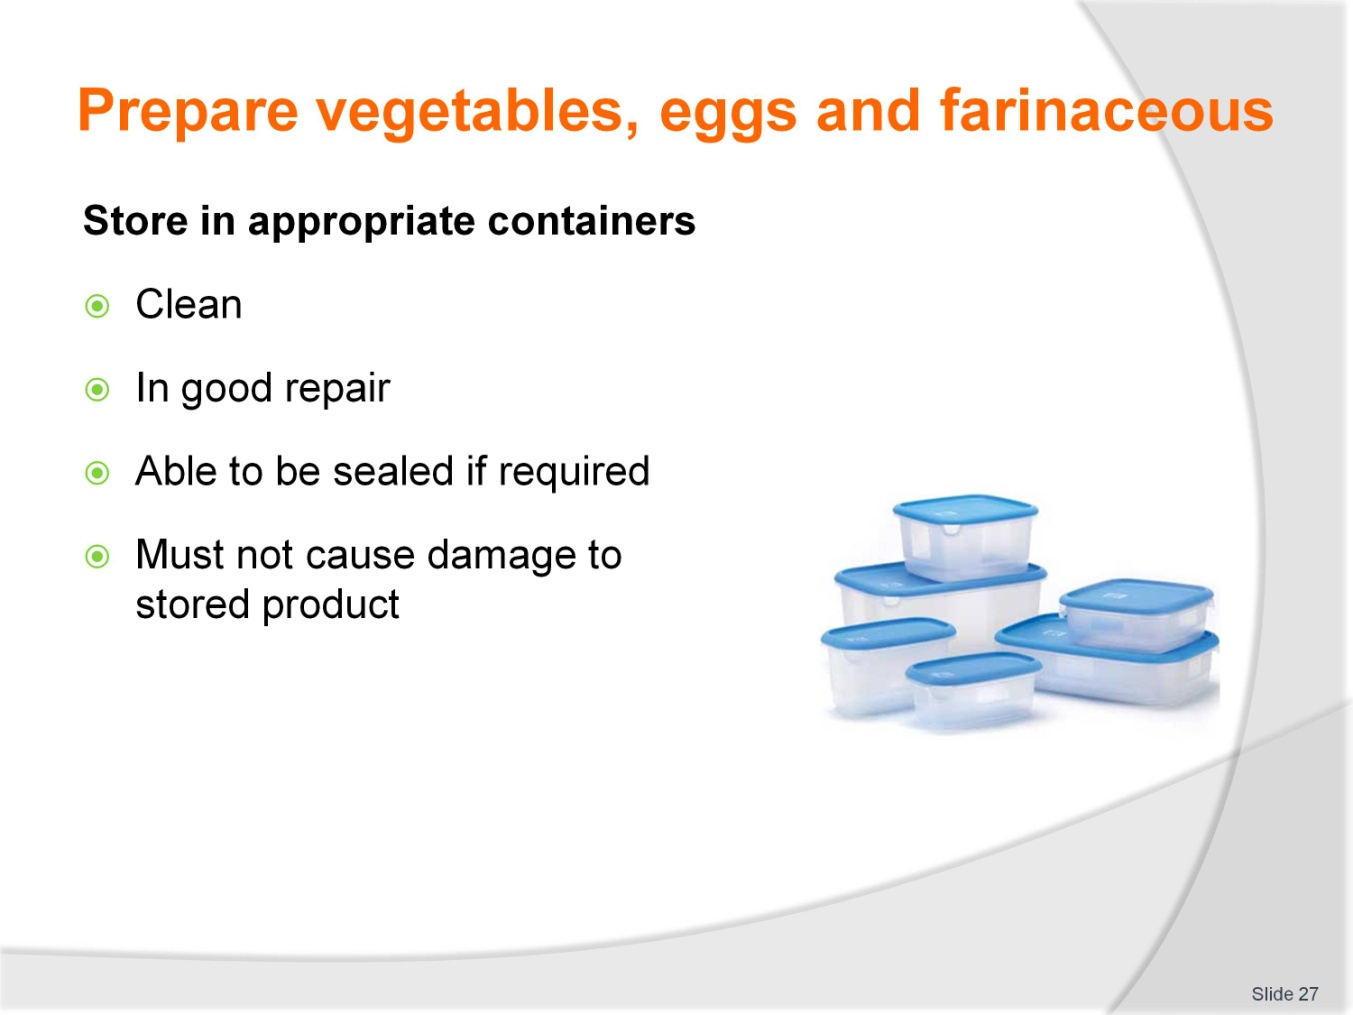 Prepare vegetables, eggs and farinaceous
Store in appropriate containers
Clean
In good repair
Able to be sealed if required
Must not cause damage to
stored product
Slide 27